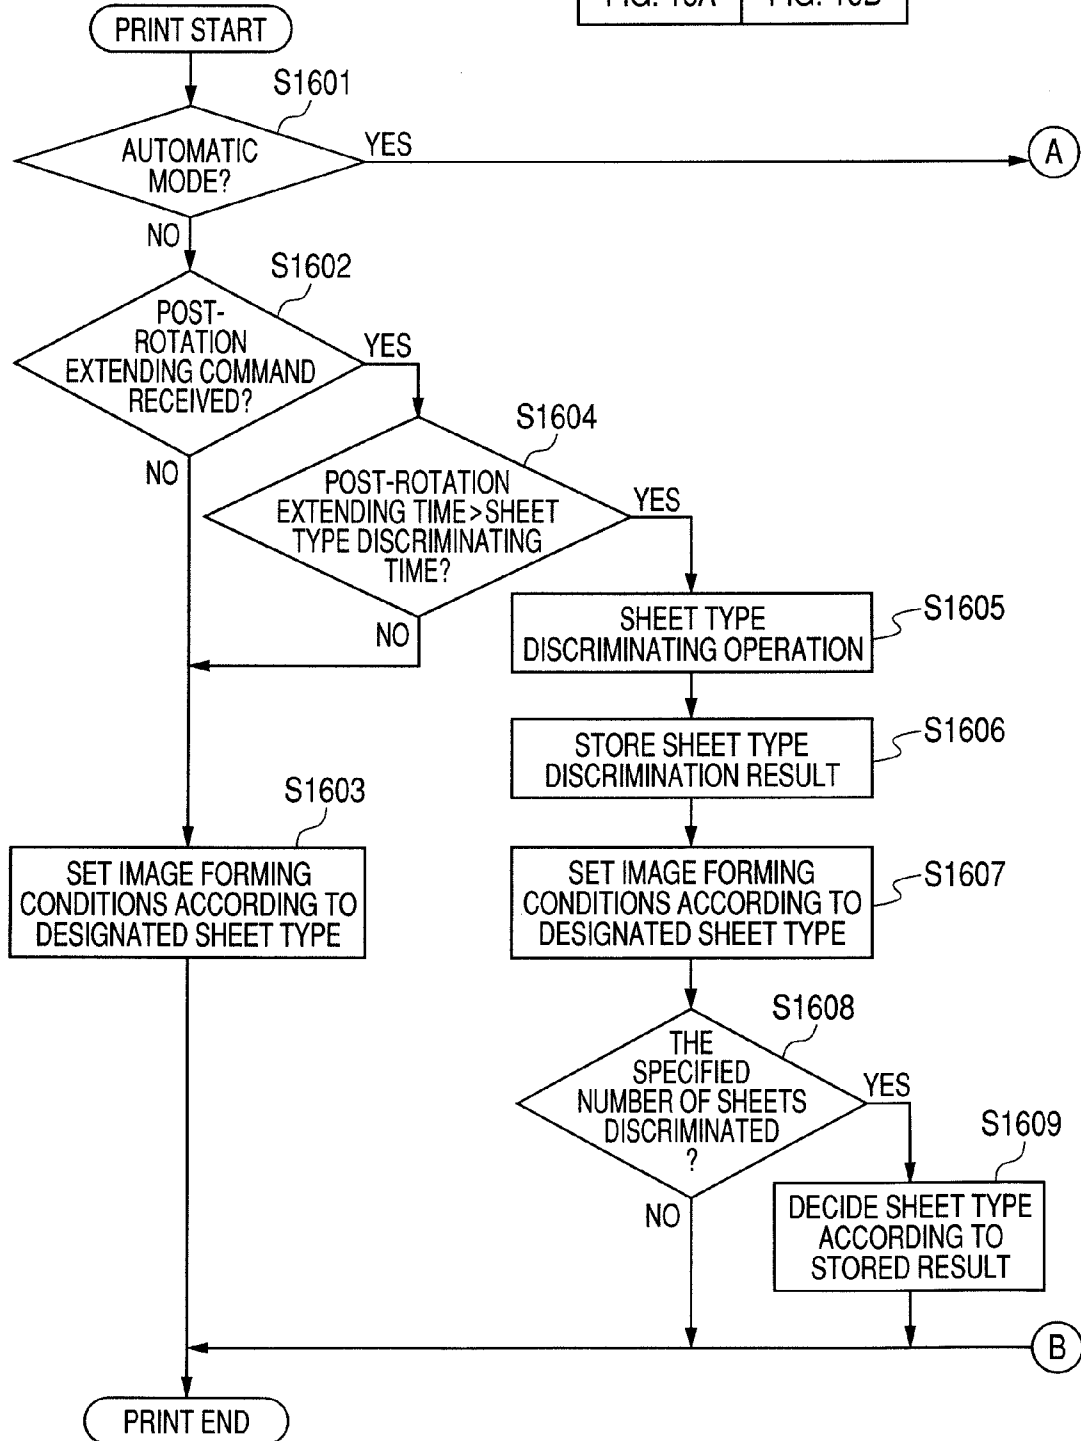 PRINT START
S1601
AUTOMATIC
MODE?
YES
A
NO
S1602
POST-
ROTATION
EXTENDING COMMAND
RECEIVED?
YES
NO
S1604
POST-ROTATION
EXTENDING TIME>SHEET
TYPE DISCRIMINATING
TIME?
YES
NO
SHEET TYPE
DISCRIMINATING OPERATION
S1605
STORE SHEET TYPE
DISCRIMINATION RESULT
S1606
S1603
SET IMAGE FORMING
CONDITIONS ACCORDING TO
DESIGNATED SHEET TYPE
SET IMAGE FORMING
CONDITIONS ACCORDING TO
DESIGNATED SHEET TYPE
S1607
S1608
THE
SPECIFIED
NUMBER OF SHEETS
DISCRIMINATED
?
YES
NO
S1609
DECIDE SHEET TYPE
ACCORDING TO
STORED RESULT
B
PRINT END